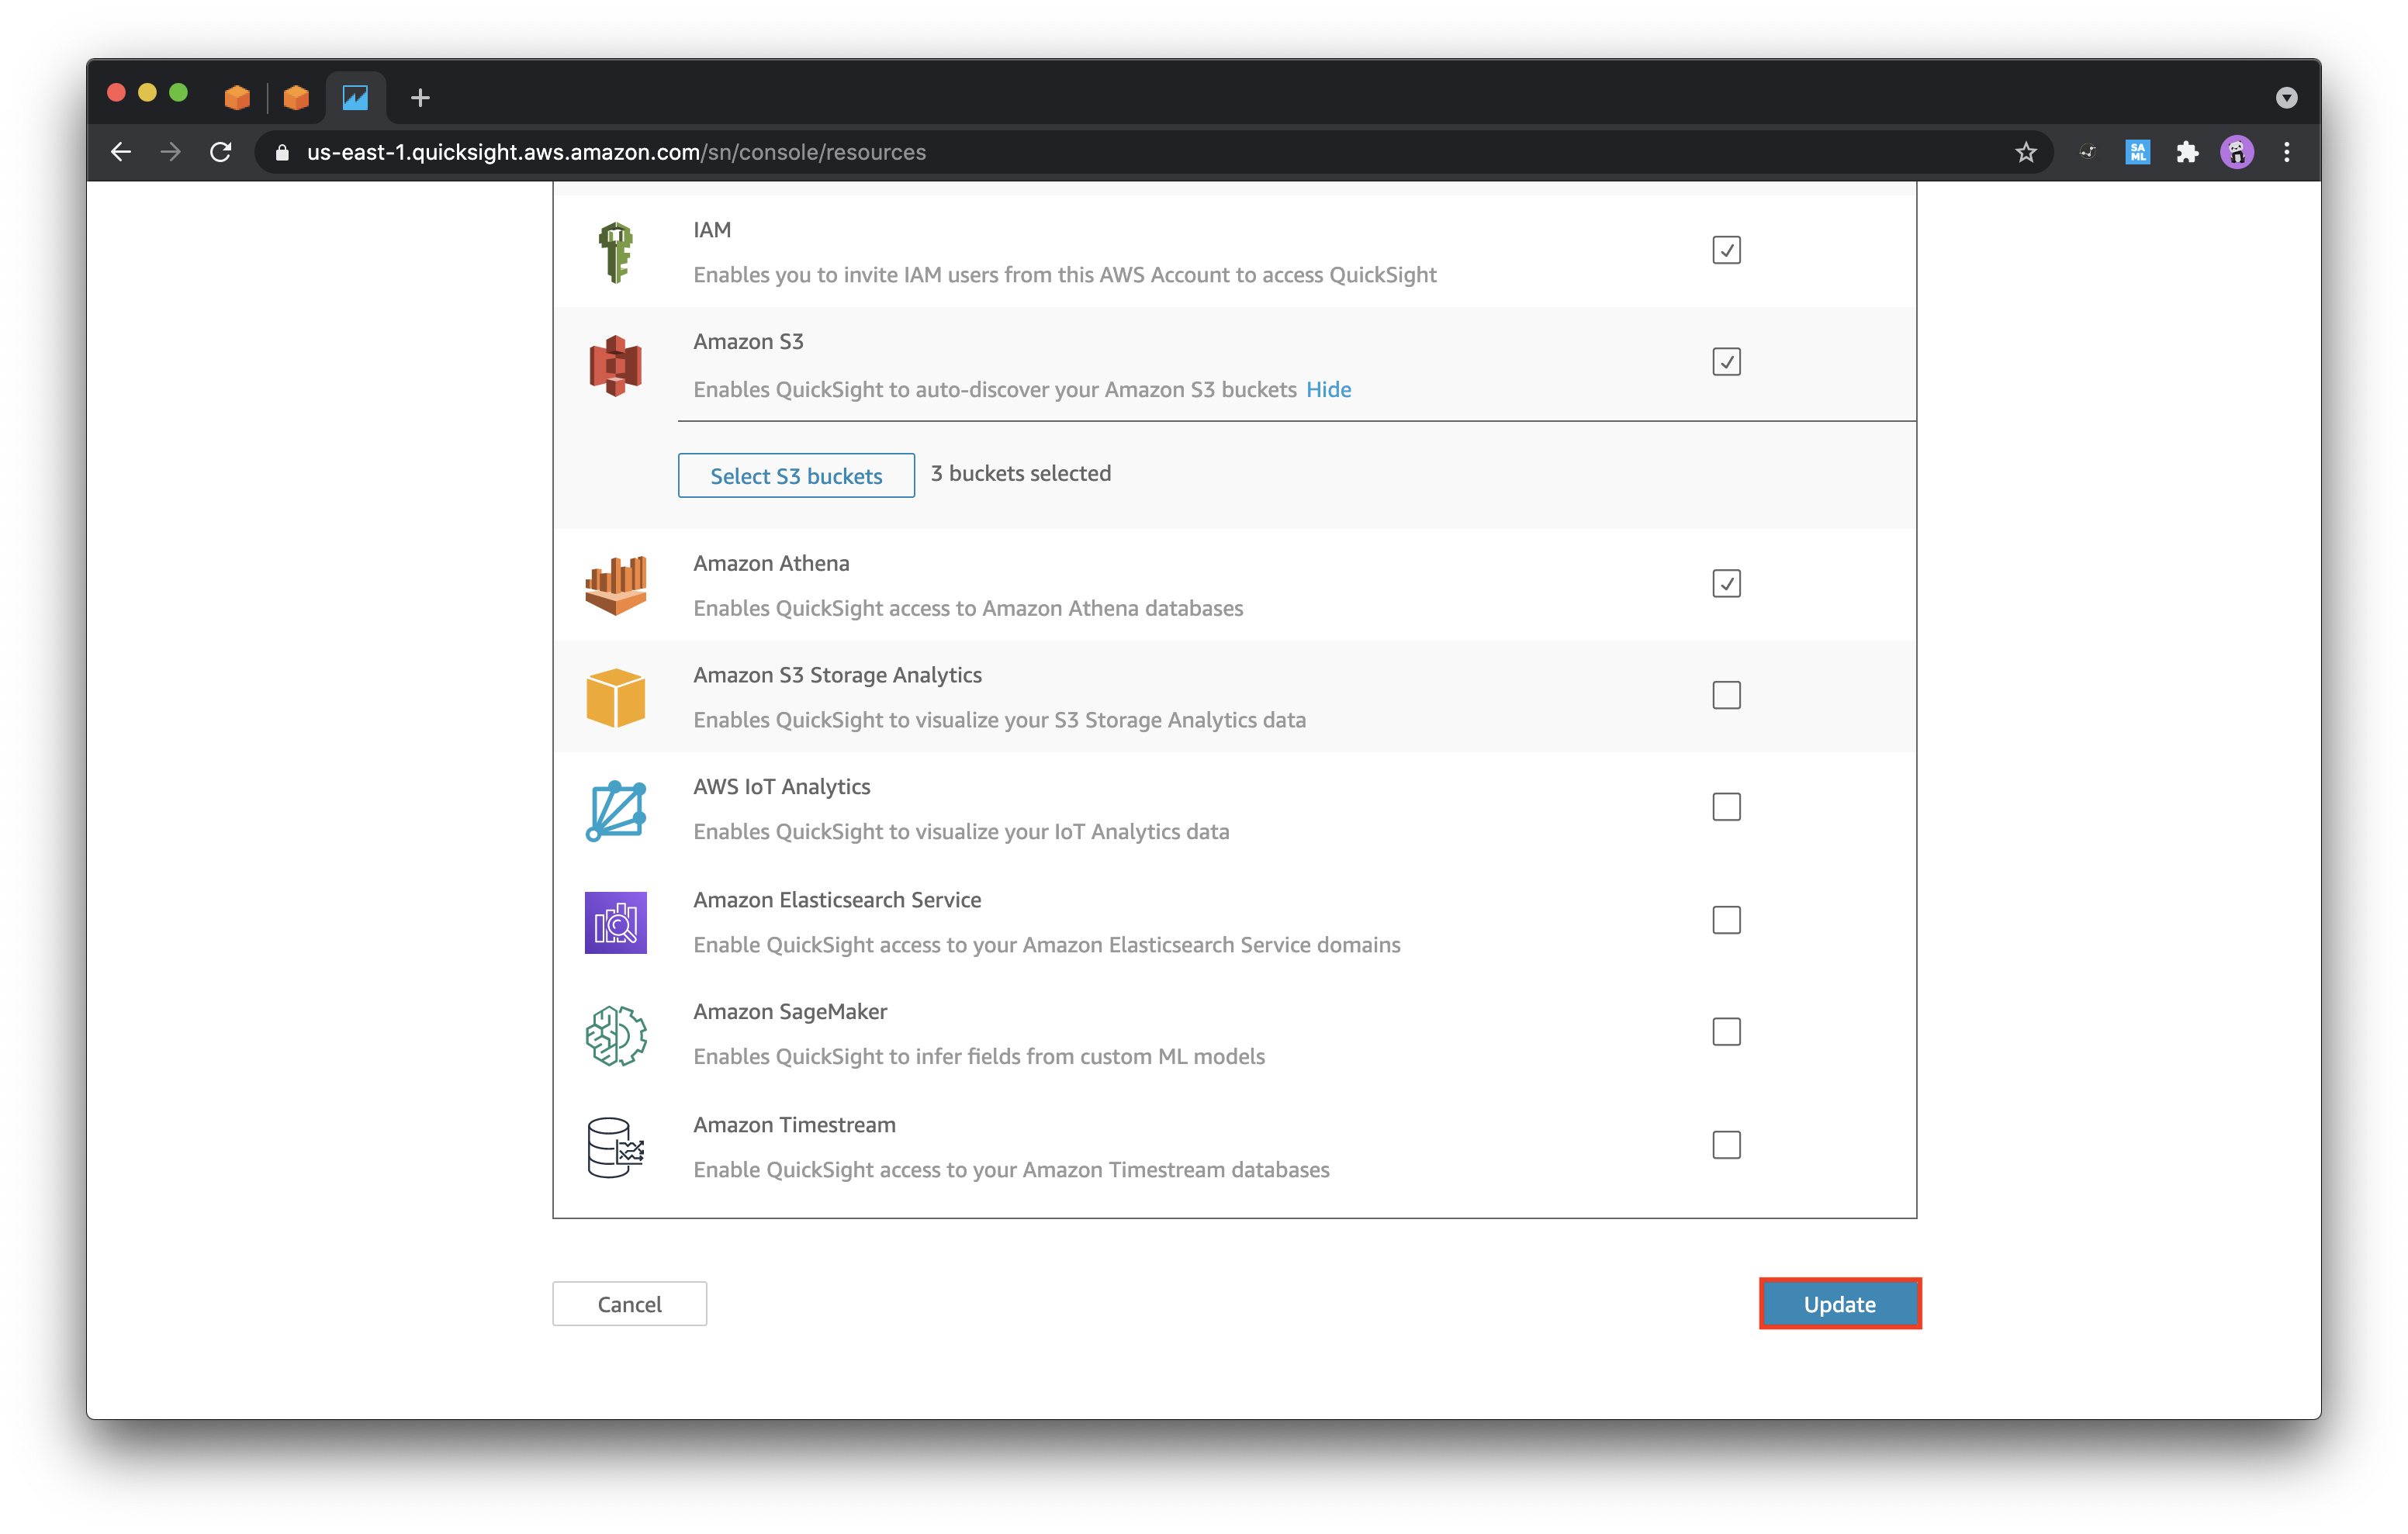 us-east-1.quicksight.aws.amazon.com/sn/console/resources
SA
ML
IAM
Enables you to invite IAM users from this AWS Account to access QuickSight
Amazon S3
Enables QuickSight to auto-discover your Amazon S3 buckets Hide
Select S3 buckets 3 buckets selected
Amazon Athena
Enables QuickSight access to Amazon Athena databases
Amazon S3 Storage Analytics
Enables QuickSight to visualize your S3 Storage Analytics data
AWS IoT Analytics
Enables QuickSight to visualize your IoT Analytics data
Amazon Elasticsearch Service
Enable QuickSight access to your Amazon Elasticsearch Service domains
Amazon SageMaker
Enables QuickSight to infer fields from custom ML models
Amazon Timestream
Enable QuickSight access to your Amazon Timestream databases
Cancel Update